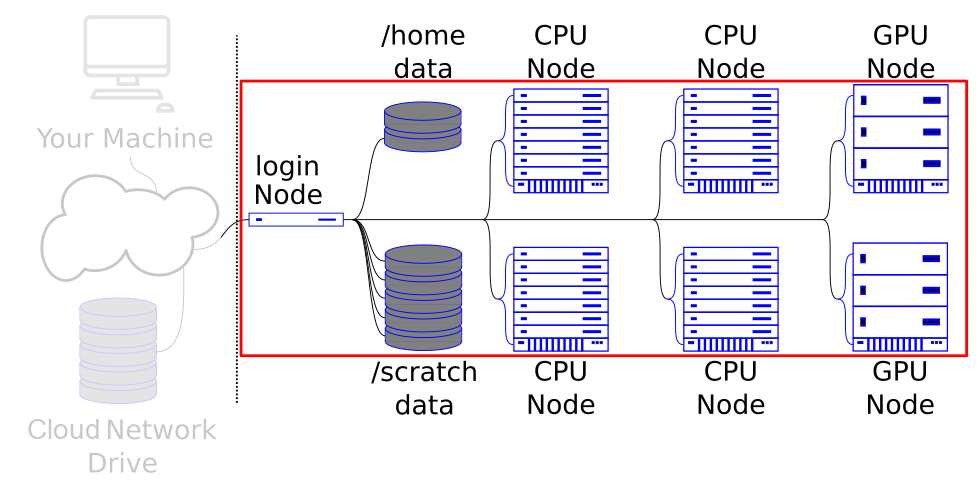 /home
data
CPU
Node
CPU
Node
GPU
Node
Your Machine
login
Node
/scratch
data
CPU
Node
CPU
Node
GPU
Node
Cloud Network
Drive